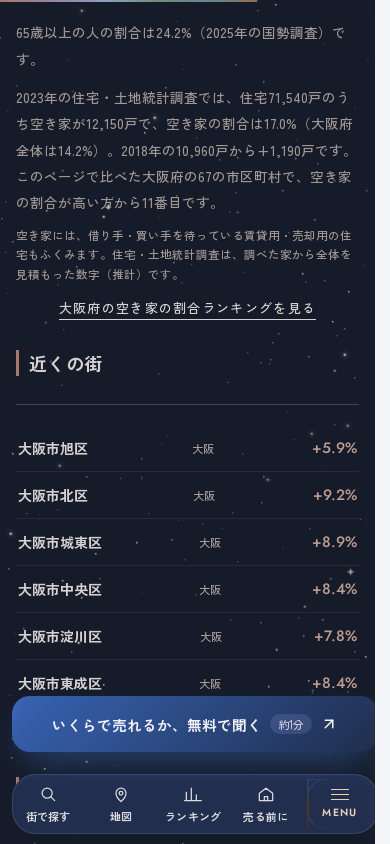 65歳以上の人の割合は24.2%（2025年の国勢調査）で
す。
2023年の住宅・土地統計調査では、住宅71,540戸のう
ち空き家が12,150戸で、空き家の割合は17.0%（大阪府
全体は14.2%）。2018年の10,960戸から+1,190戸です。
このページで比べた大阪府の67の市区町村で、空き家
の割合が高い方から11番目です。
空き家には、借り手・買い手を待っている賃貸用・売却用の住
宅もふくみます。住宅・土地統計調査は、調べた家から全体を
見積もった数字（推計）です。
大阪府の空き家の割合ランキングを見る
近くの街
大阪市旭区 大阪 +5.9%
大阪市北区 大阪 +9.2%
大阪市城東区 大阪 +8.9%
大阪市中央区 大阪 +8.4%
大阪市淀川区 大阪 +7.8%
大阪市東成区 大阪 +8.4%
いくらで売れるか、無料で聞く 約1分
街で探す 地図 ランキング 売る前に MENU